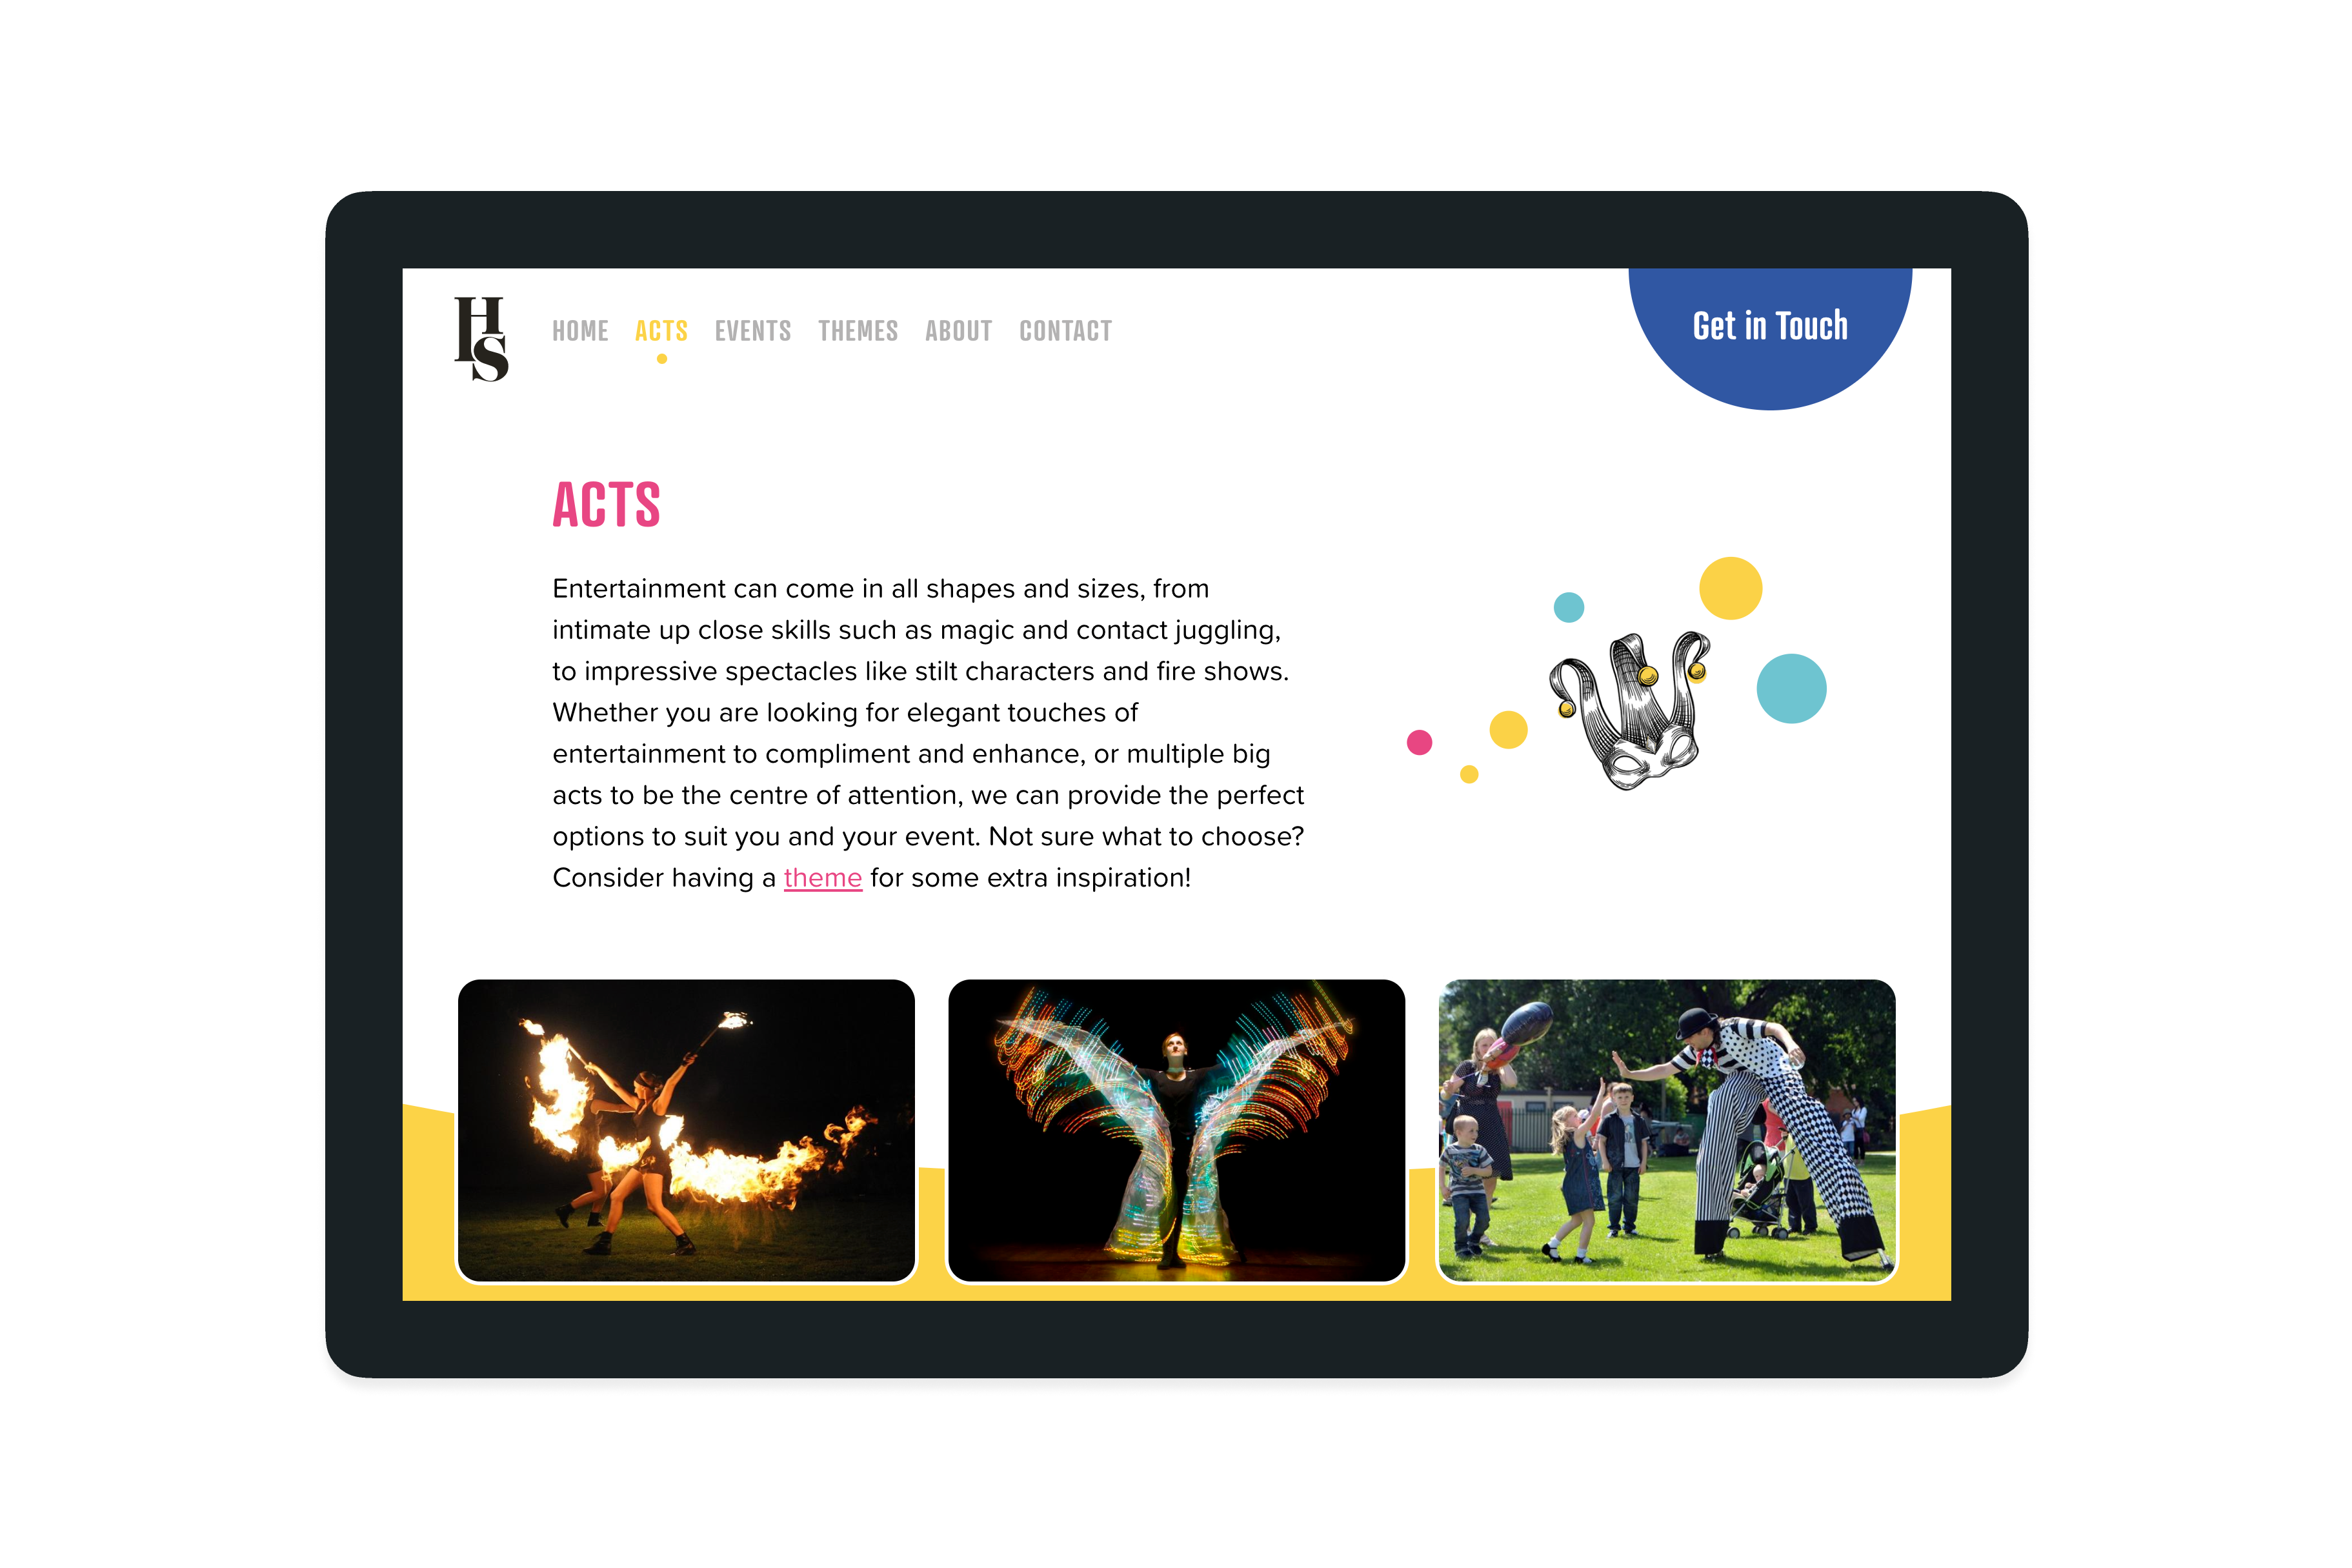 HS
HOME ACTS EVENTS THEMES ABOUT CONTACT
Get in Touch
ACTS
Entertainment can come in all shapes and sizes, from
intimate up close skills such as magic and contact juggling,
to impressive spectacles like stilt characters and fire shows.
Whether you are looking for elegant touches of
entertainment to compliment and enhance, or multiple big
acts to be the centre of attention, we can provide the perfect
options to suit you and your event. Not sure what to choose?
Consider having a theme for some extra inspiration!